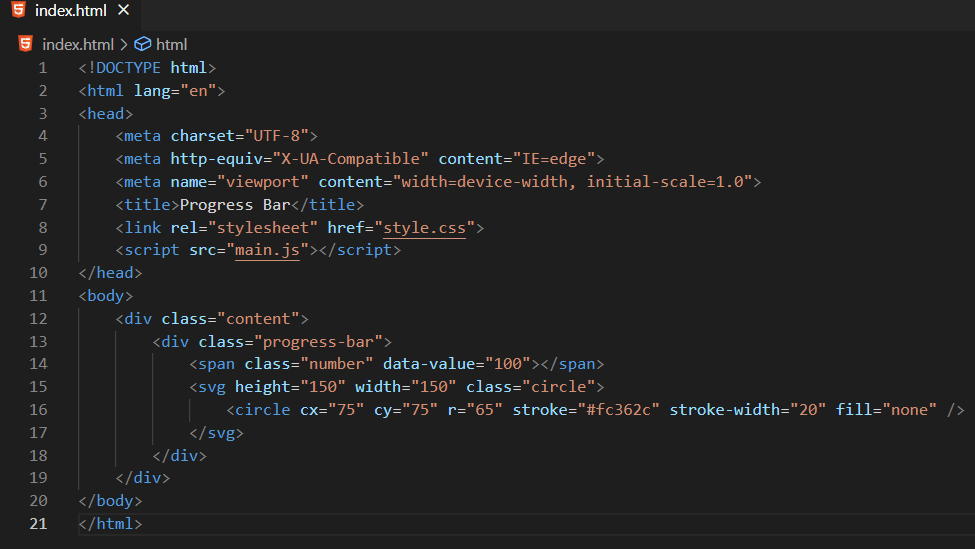 index.html
index.html > html
1 <!DOCTYPE html>
2 <html lang="en">
3 <head>
4     <meta charset="UTF-8">
5     <meta http-equiv="X-UA-Compatible" content="IE=edge">
6     <meta name="viewport" content="width=device-width, initial-scale=1.0">
7     <title>Progress Bar</title>
8     <link rel="stylesheet" href="style.css">
9     <script src="main.js"></script>
10 </head>
11 <body>
12     <div class="content">
13         <div class="progress-bar">
14             <span class="number" data-value="100"></span>
15             <svg height="150" width="150" class="circle">
16                 <circle cx="75" cy="75" r="65" stroke="#fc362c" stroke-width="20" fill="none" />
17             </svg>
18         </div>
19     </div>
20 </body>
21 </html>